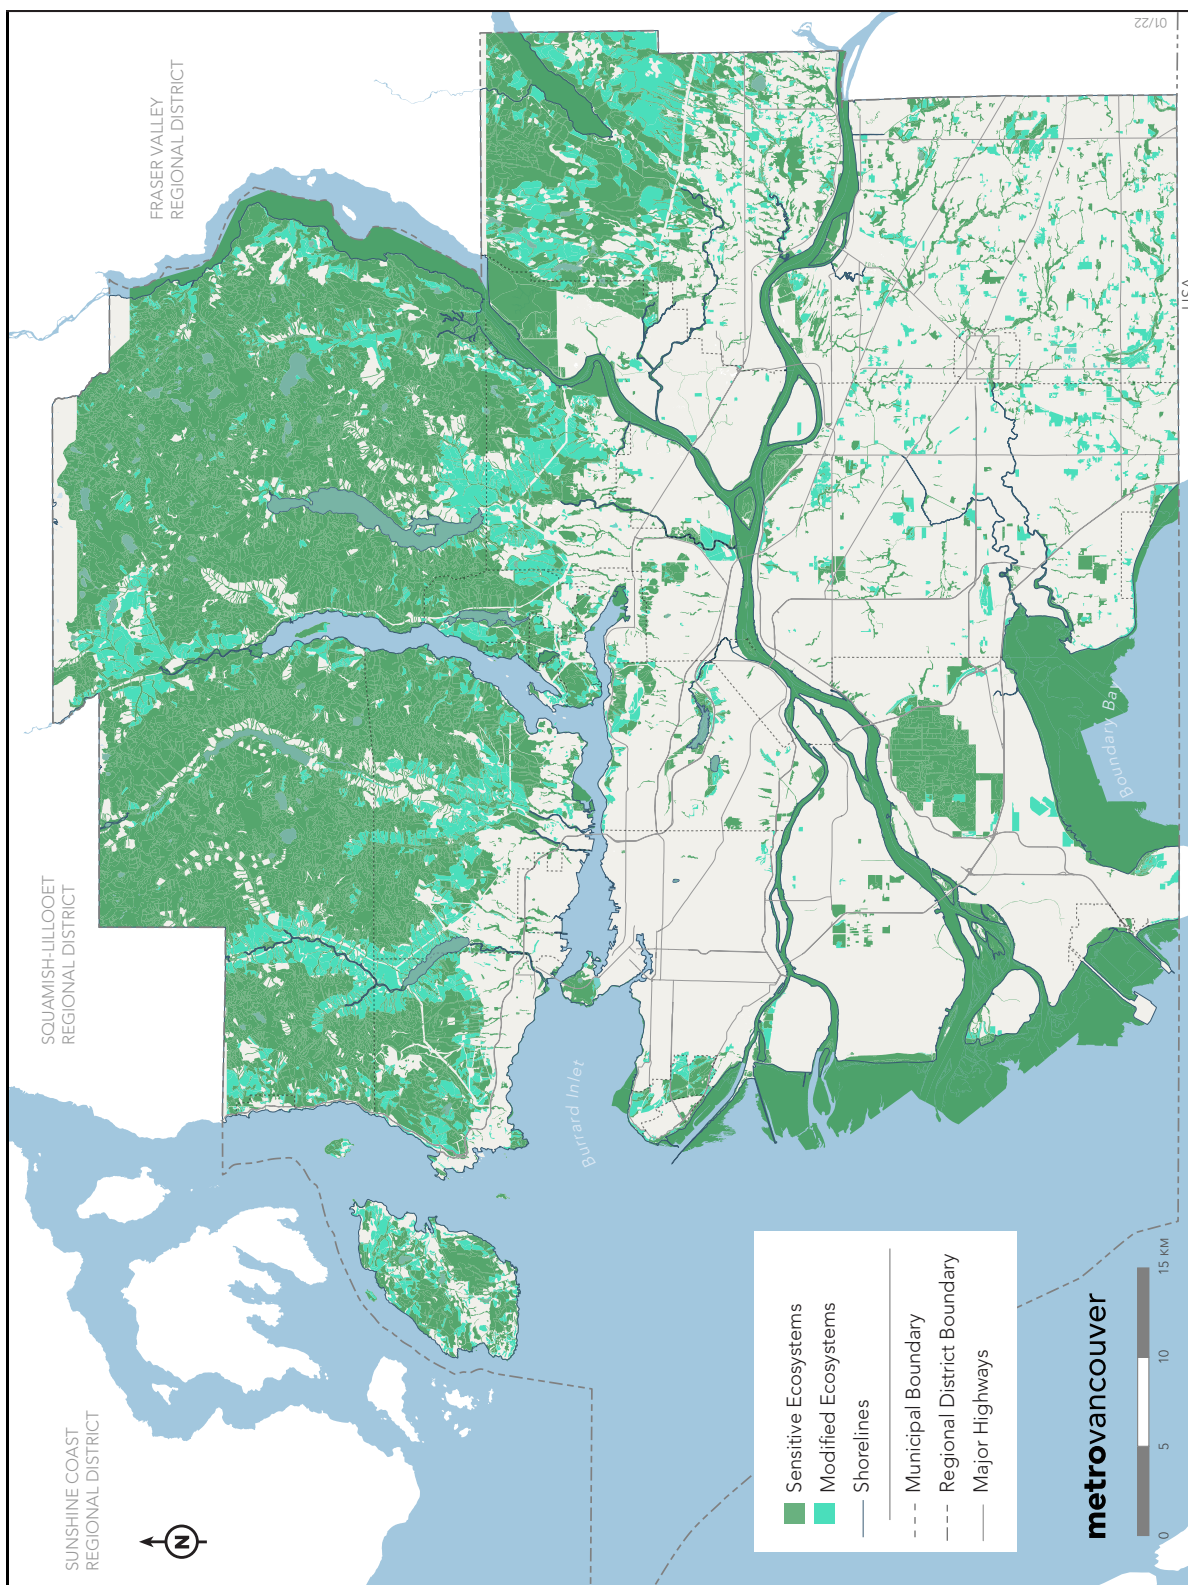 SUNSHINE COAST
REGIONAL DISTRICT
SQUAMISH-LILLOOET
REGIONAL DISTRICT
FRASER VALLEY
REGIONAL DISTRICT
N
Burrard Inlet
Boundary Bay
USA
Sensitive Ecosystems
Modified Ecosystems
Shorelines
Municipal Boundary
Regional District Boundary
Major Highways
metrovancouver
0 5 10 15 KM
01/22